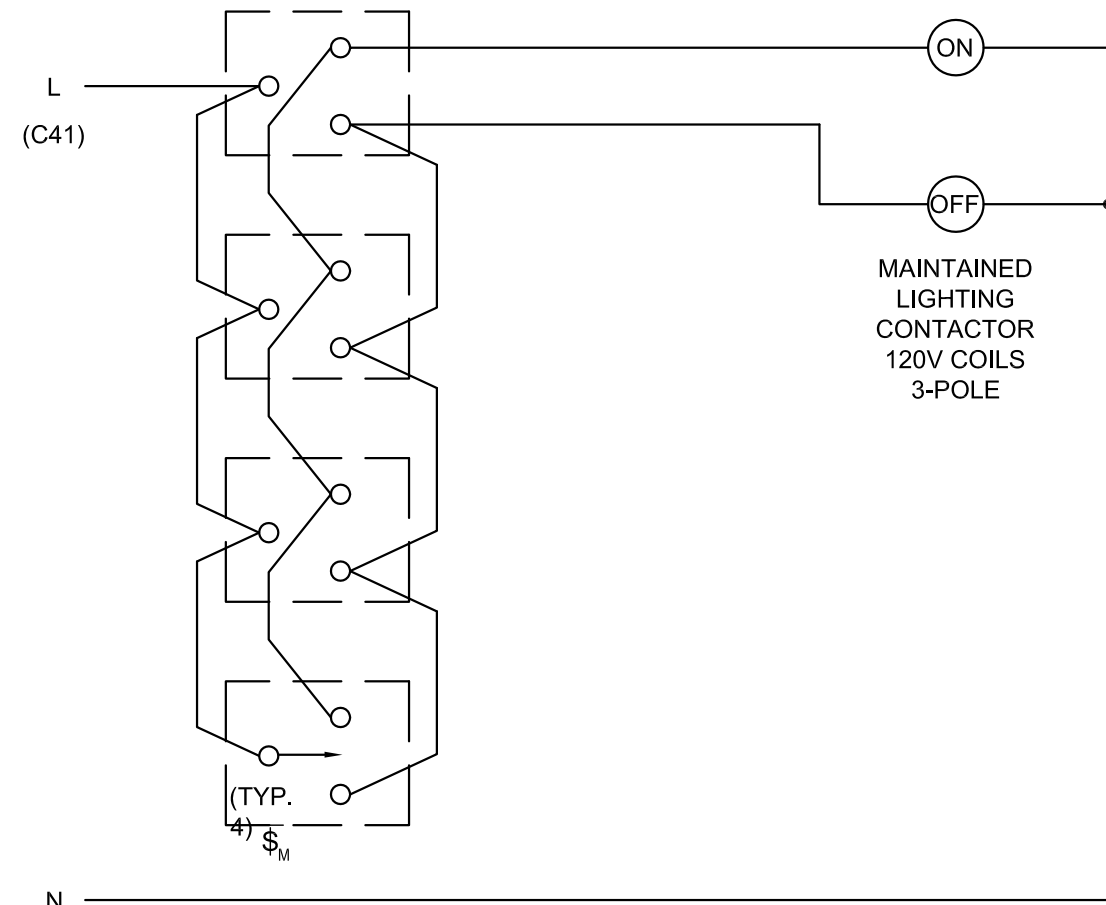 ON
L
(C41)
OFF
MAINTAINED
LIGHTING
CONTACTOR
120V COILS
3-POLE
(TYP.
4) $M
N